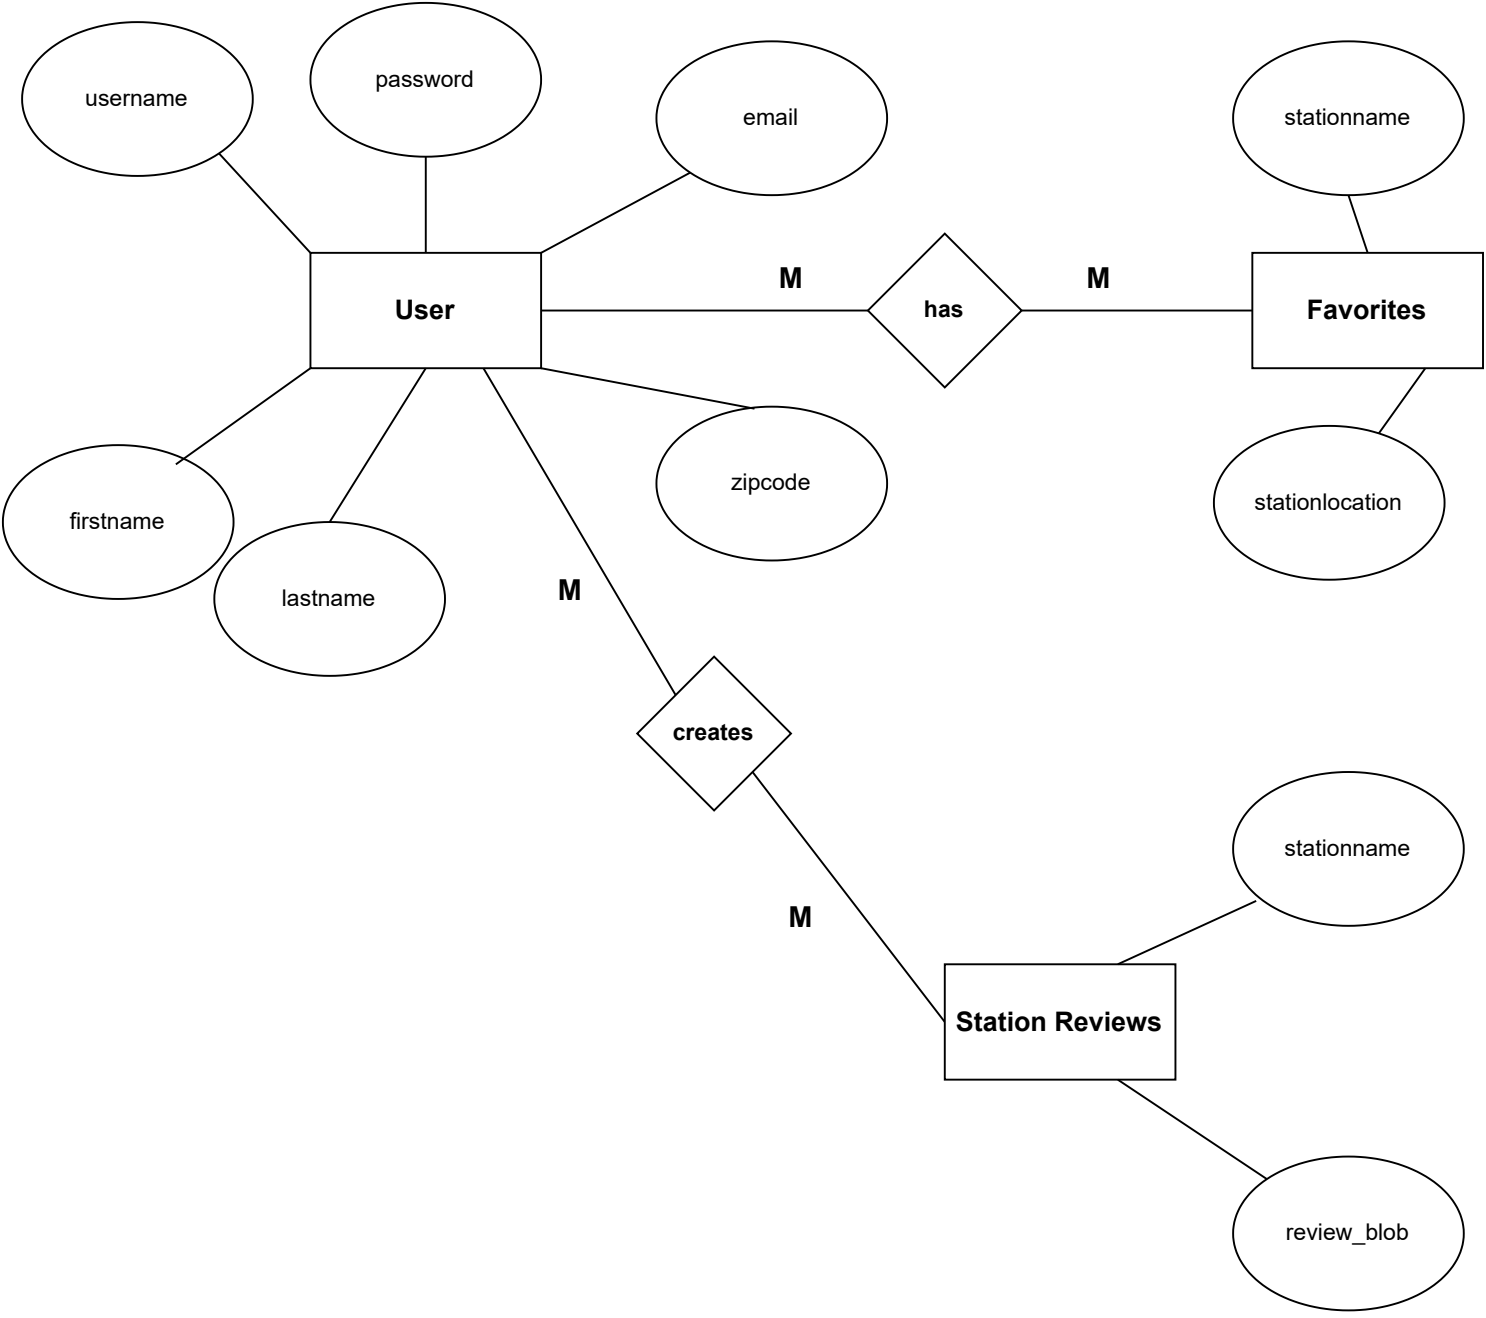 password
username
email
stationname
M
M
User
has
Favorites
zipcode
stationlocation
firstname
M
lastname
creates
stationname
M
Station Reviews
review_blob